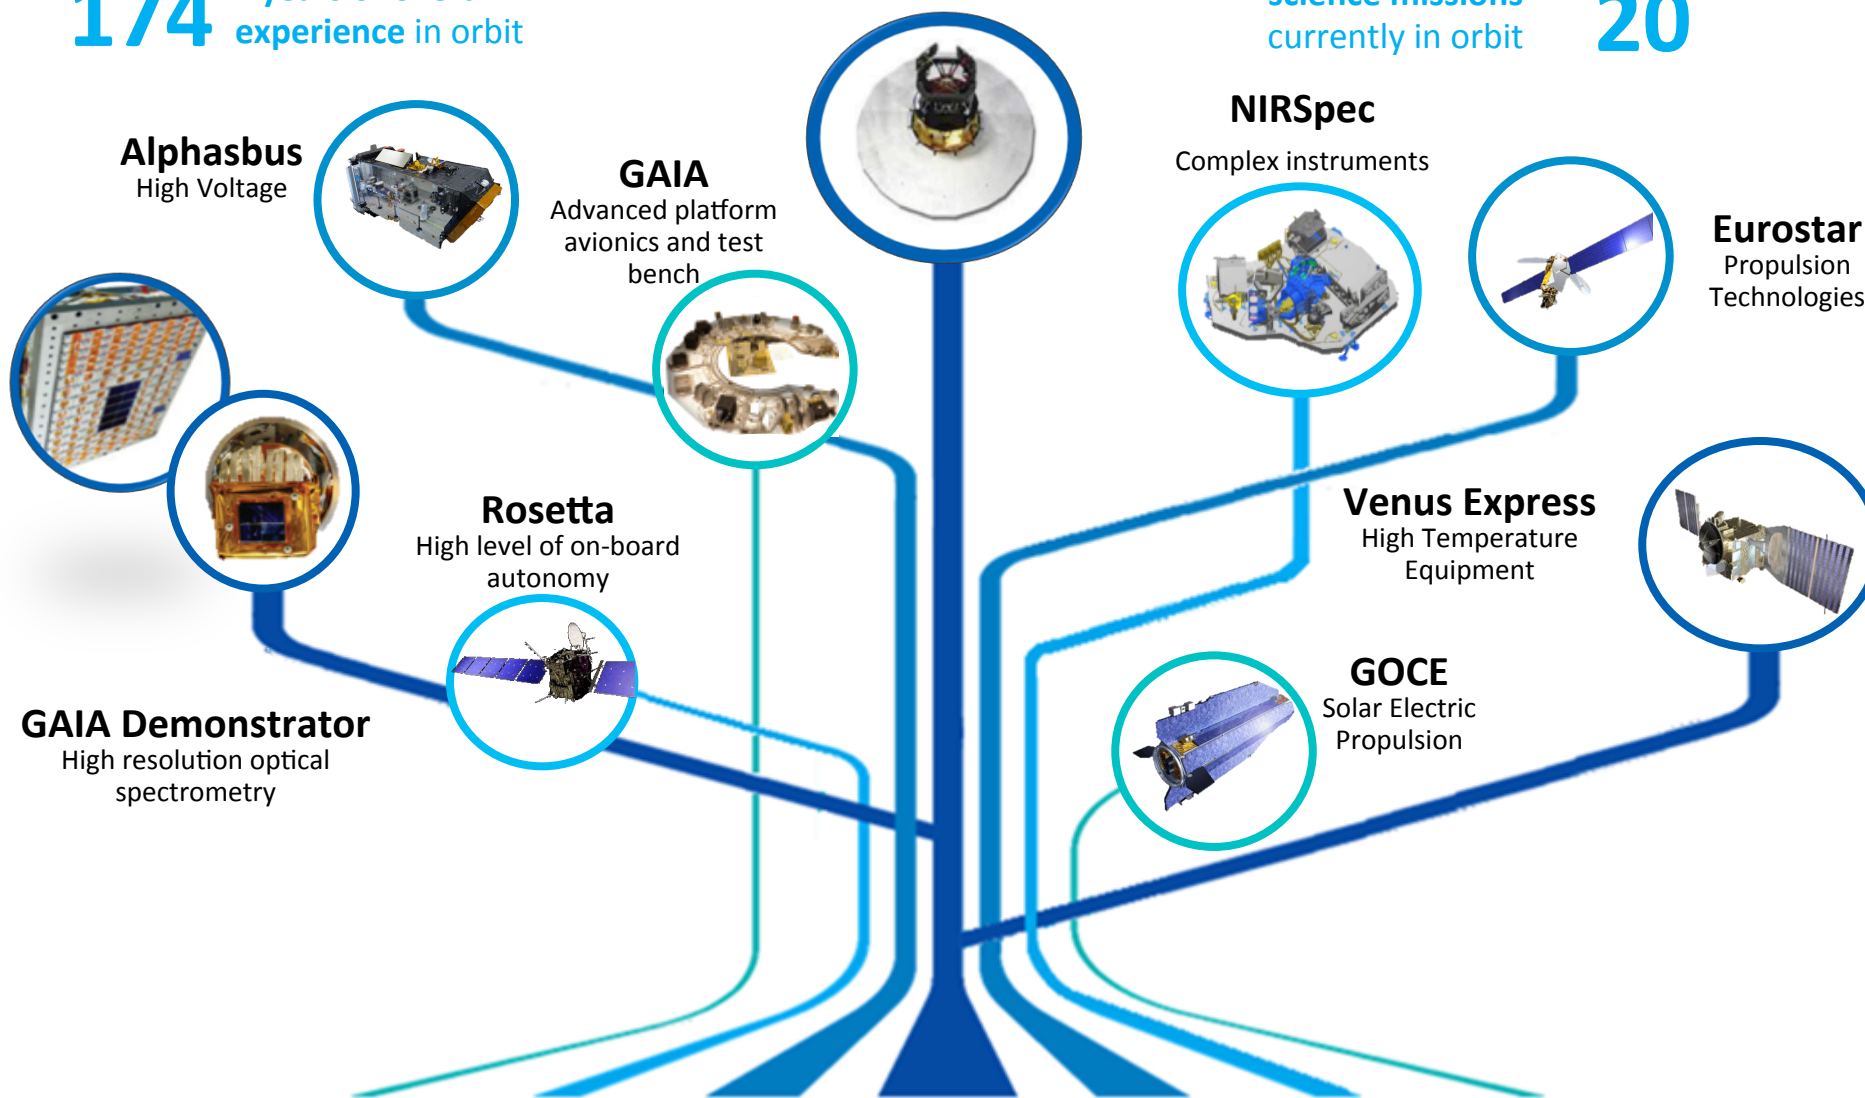 174
experience in orbit
science missions
currently in orbit
20
Alphasbus
High Voltage
GAIA
Advanced platform
avionics and test
bench
NIRSpec
Complex instruments
Eurostar
Propulsion
Technologies
Rosetta
High level of on-board
autonomy
Venus Express
High Temperature
Equipment
GAIA Demonstrator
High resolution optical
spectrometry
GOCE
Solar Electric
Propulsion